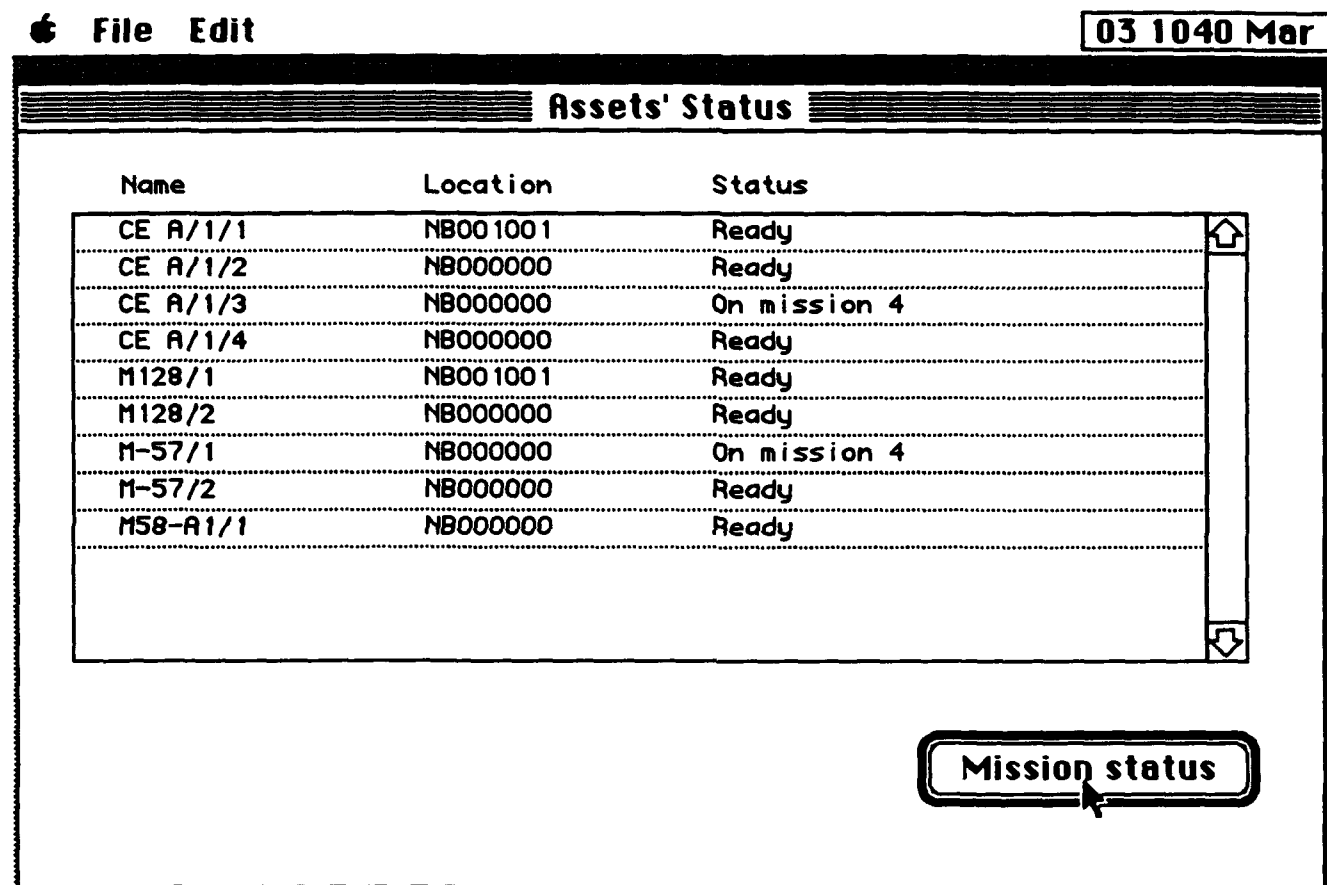 File Edit 03 1040 Mar
Assets' Status
Name Location Status
CE A/1/1 NB001001 Ready
CE A/1/2 NB000000 Ready
CE A/1/3 NB000000 On mission 4
CE A/1/4 NB000000 Ready
M128/1 NB001001 Ready
M128/2 NB000000 Ready
M-57/1 NB000000 On mission 4
M-57/2 NB000000 Ready
M58-A1/1 NB000000 Ready
Mission status